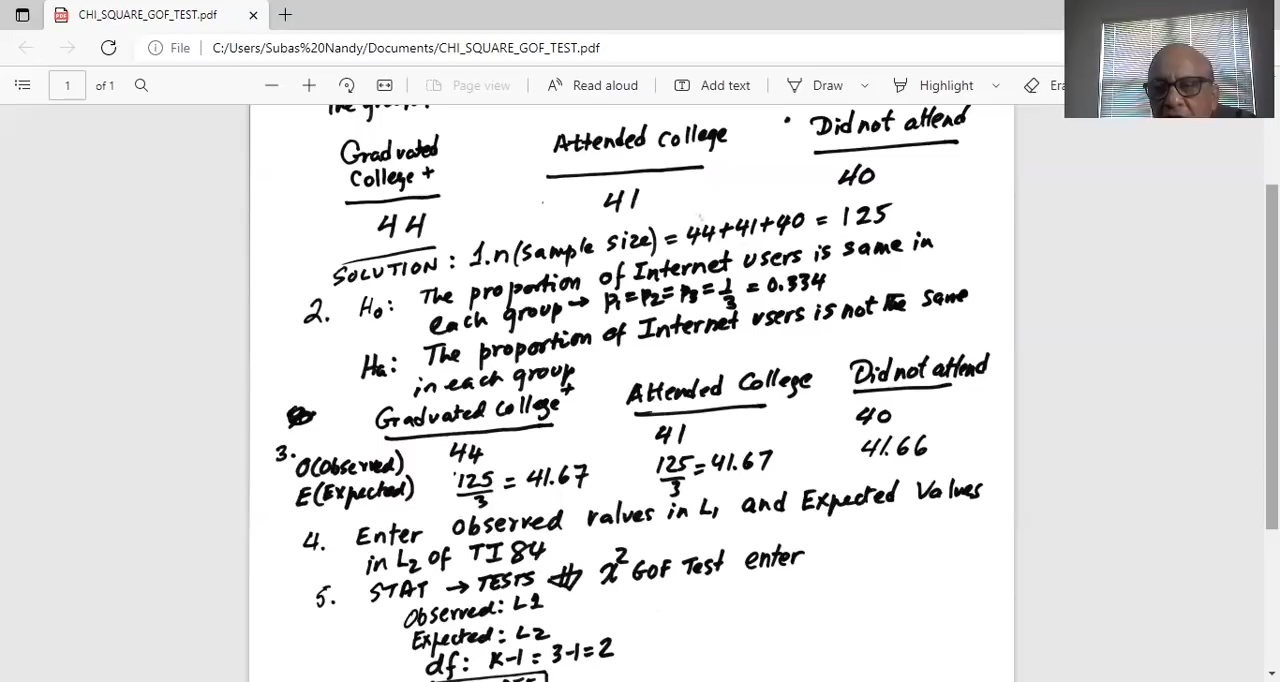 CHI_SQUARE_GOF_TEST.pdf
File C:/Users/Subas%20Nandy/Documents/CHI_SQUARE_GOF_TEST.pdf
1 of 1 Page view Read aloud Add text Draw Highlight Era
Graduated College + Attended College Did not attend
44 41 40
SOLUTION: 1. n (sample size) = 44+41+40 = 125
2. Ho: The proportion of Internet users is same in
each group → p1=p2=p3=1/3 = 0.334
Ha: The proportion of Internet users is not the same
in each group
Graduated College + Attended College Did not attend
3. O(Observed) 44 41 40
E(Expected) 125/3 = 41.67 125/3 = 41.67 41.66
4. Enter Observed values in L1 and Expected Values
in L2 of TI 84
5. STAT → TESTS χ² GOF Test enter
Observed: L1
Expected: L2
df: K-1 = 3-1 = 2